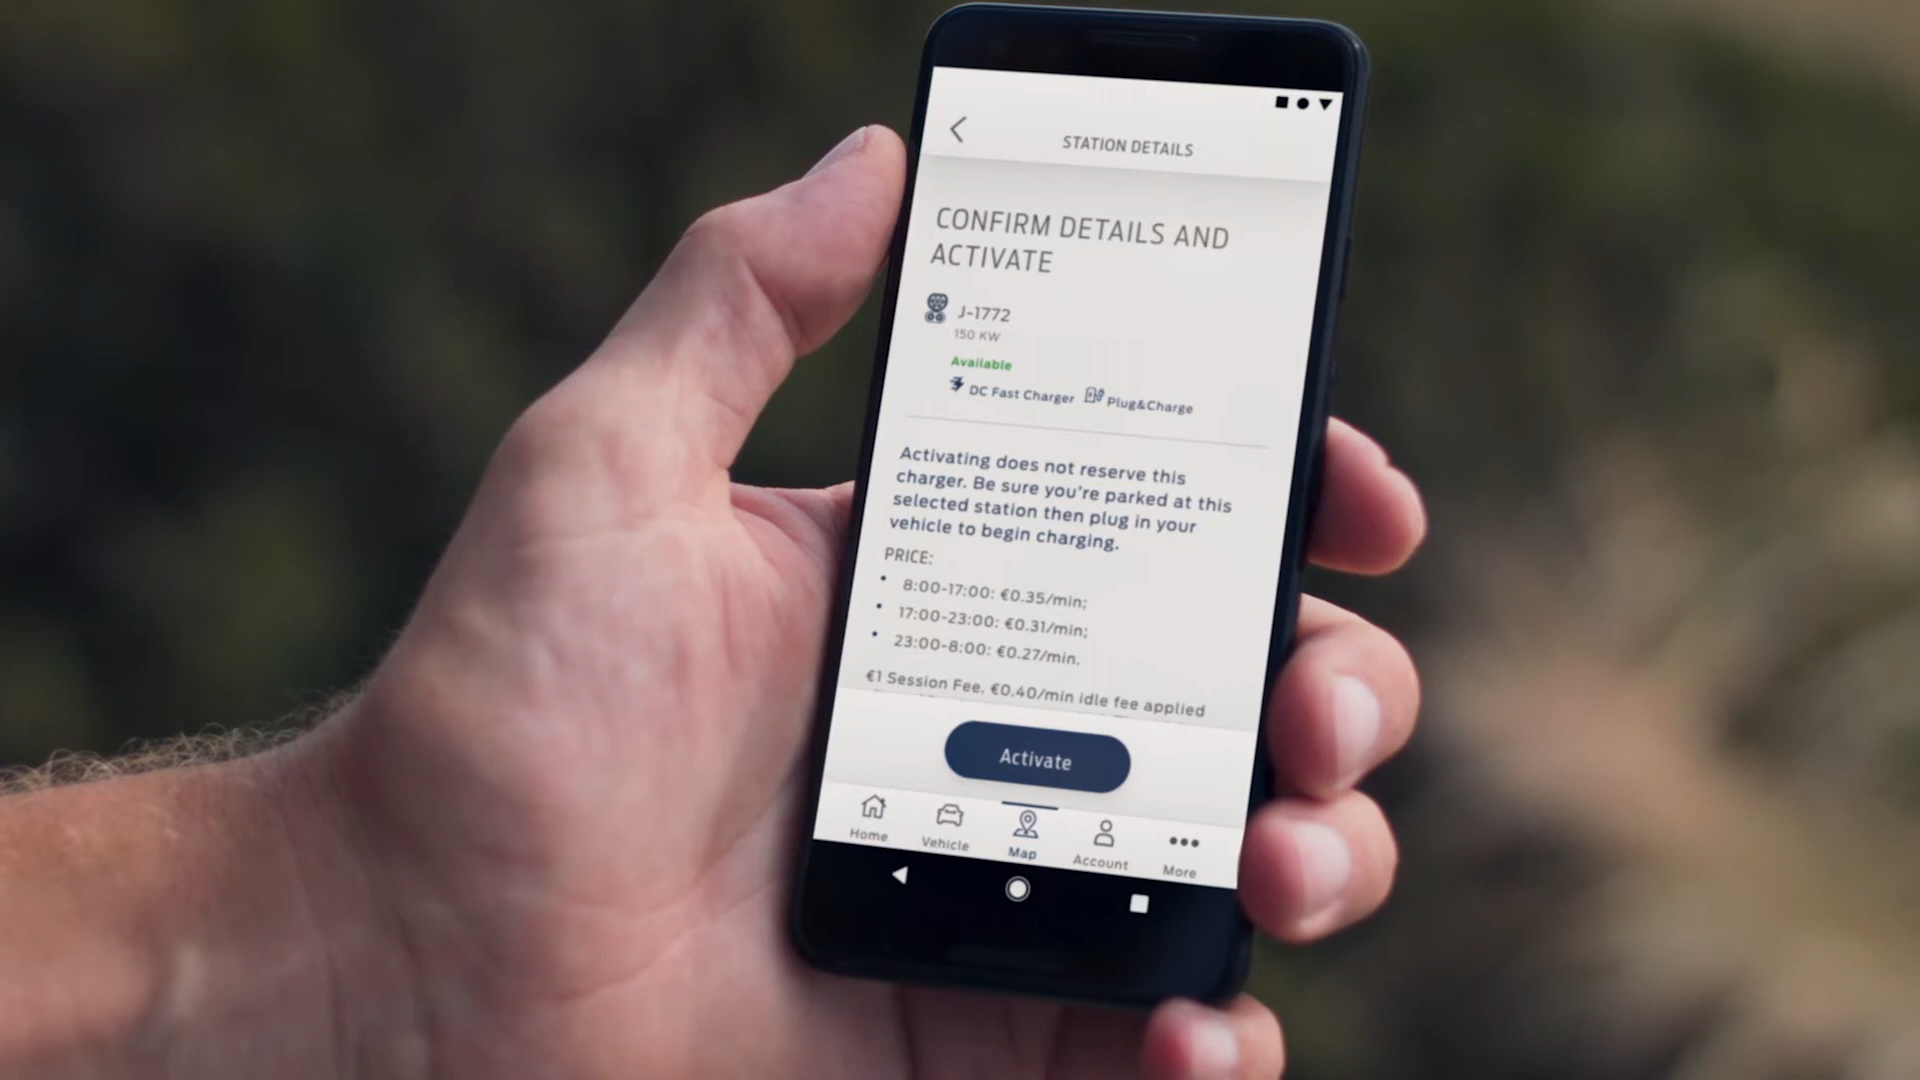 STATION DETAILS
CONFIRM DETAILS AND
ACTIVATE
J-1772
150 KW
Available
DC Fast Charger Plug&Charge
Activating does not reserve this
charger. Be sure you're parked at this
selected station then plug in your
vehicle to begin charging.
PRICE:
• 8:00-17:00: €0.35/min;
• 17:00-23:00: €0.31/min;
• 23:00-8:00: €0.27/min.
€1 Session Fee. €0.40/min idle fee applied
Activate
Home Vehicle Map Account More